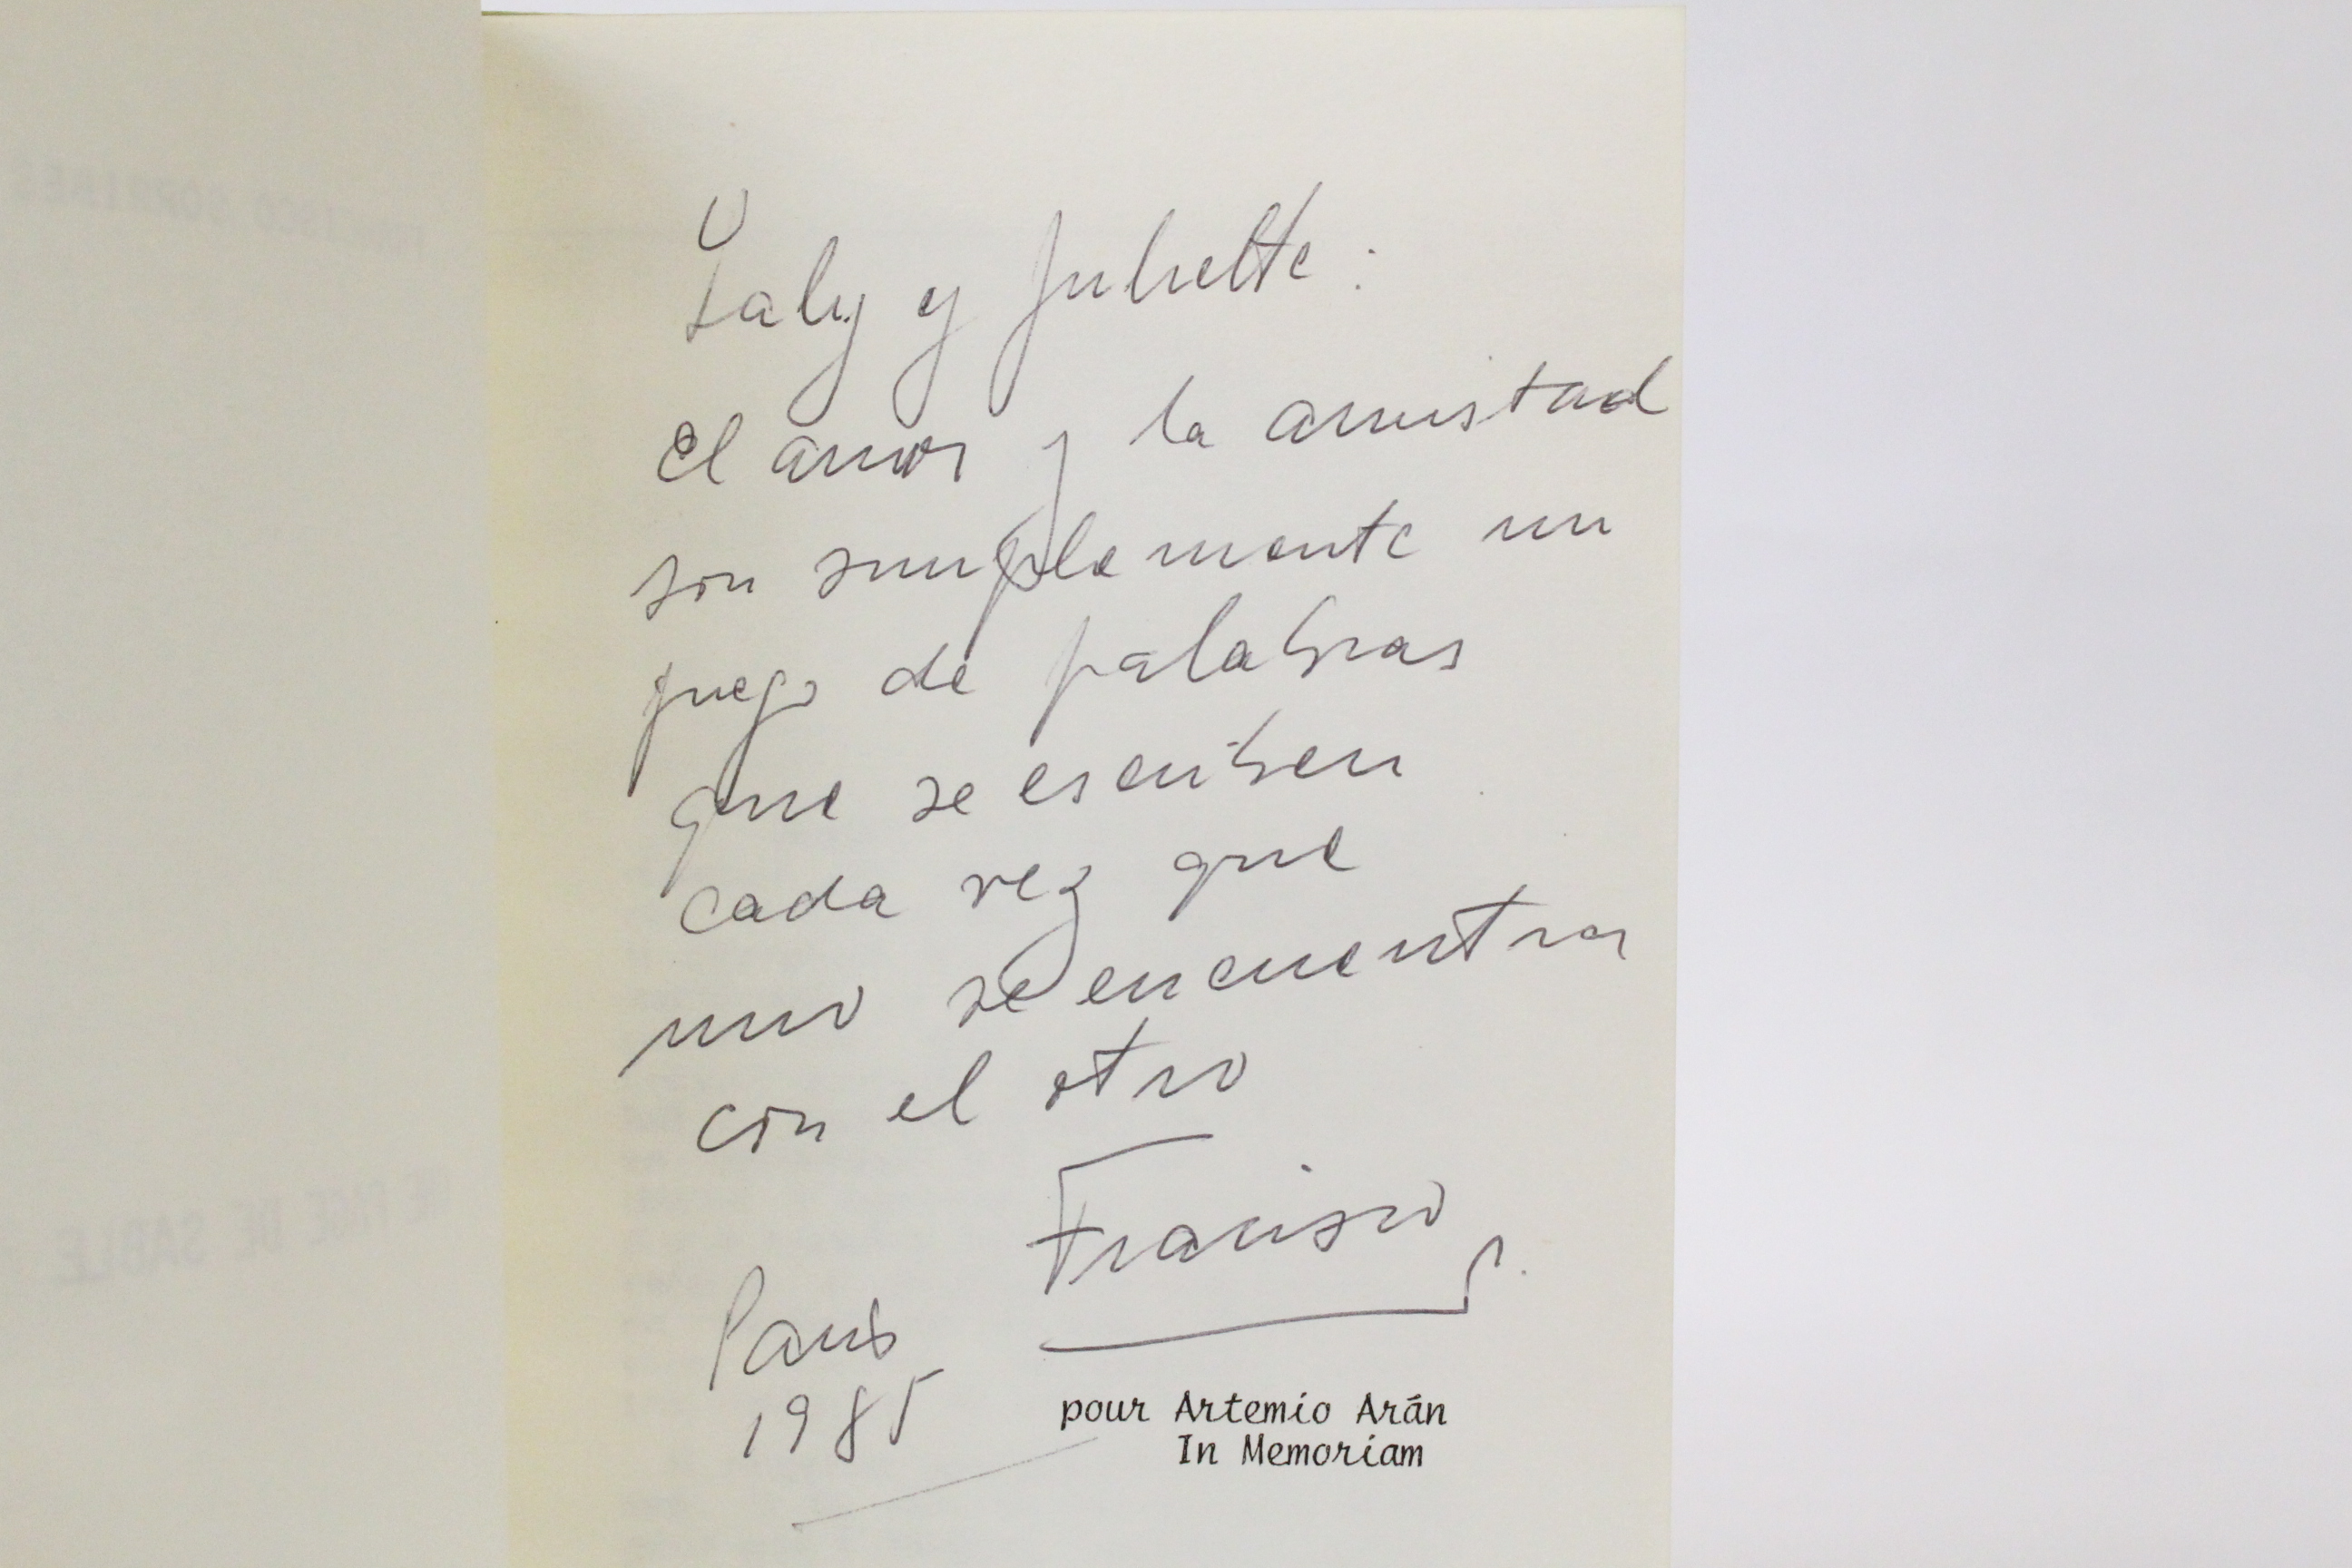 Laly y Juliette:
el amor y la amistad
son simplemente un
juego de palabras
que se escriben
cada vez que
uno se encuentra
con el otro
Francisco
Paris
1985
pour Artemio Arán
In Memoriam